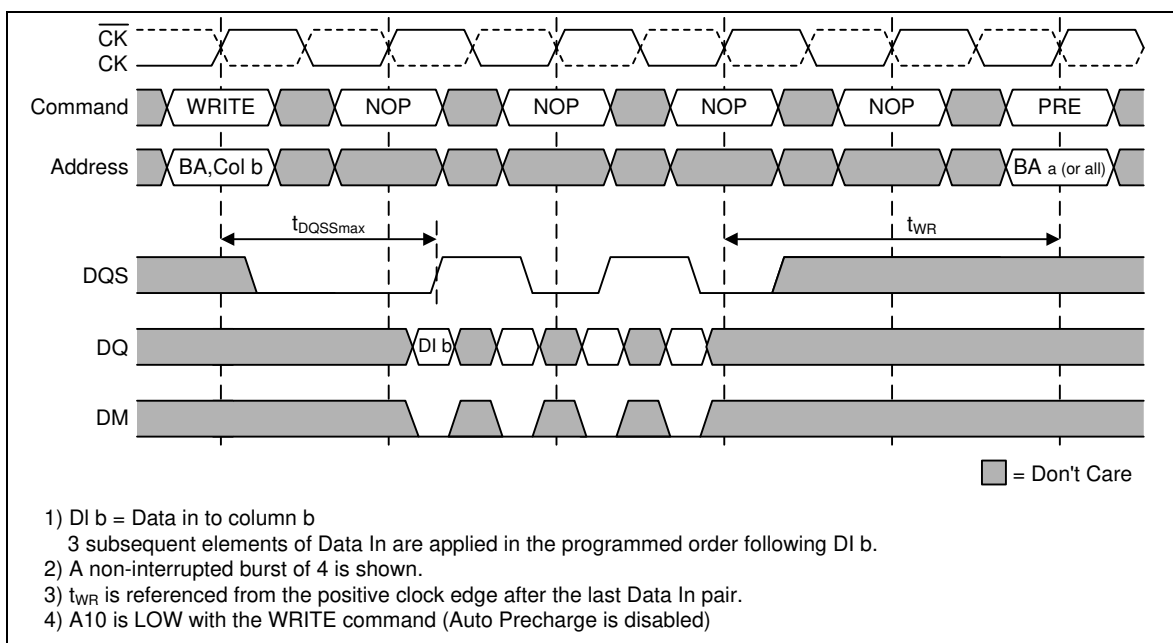 CK
CK
Command WRITE NOP NOP NOP NOP PRE
Address BA,Col b BA a (or all)
tDQSSmax tWR
DQS
DQ DI b
DM
= Don't Care
1) DI b = Data in to column b
3 subsequent elements of Data In are applied in the programmed order following DI b.
2) A non-interrupted burst of 4 is shown.
3) tWR is referenced from the positive clock edge after the last Data In pair.
4) A10 is LOW with the WRITE command (Auto Precharge is disabled)